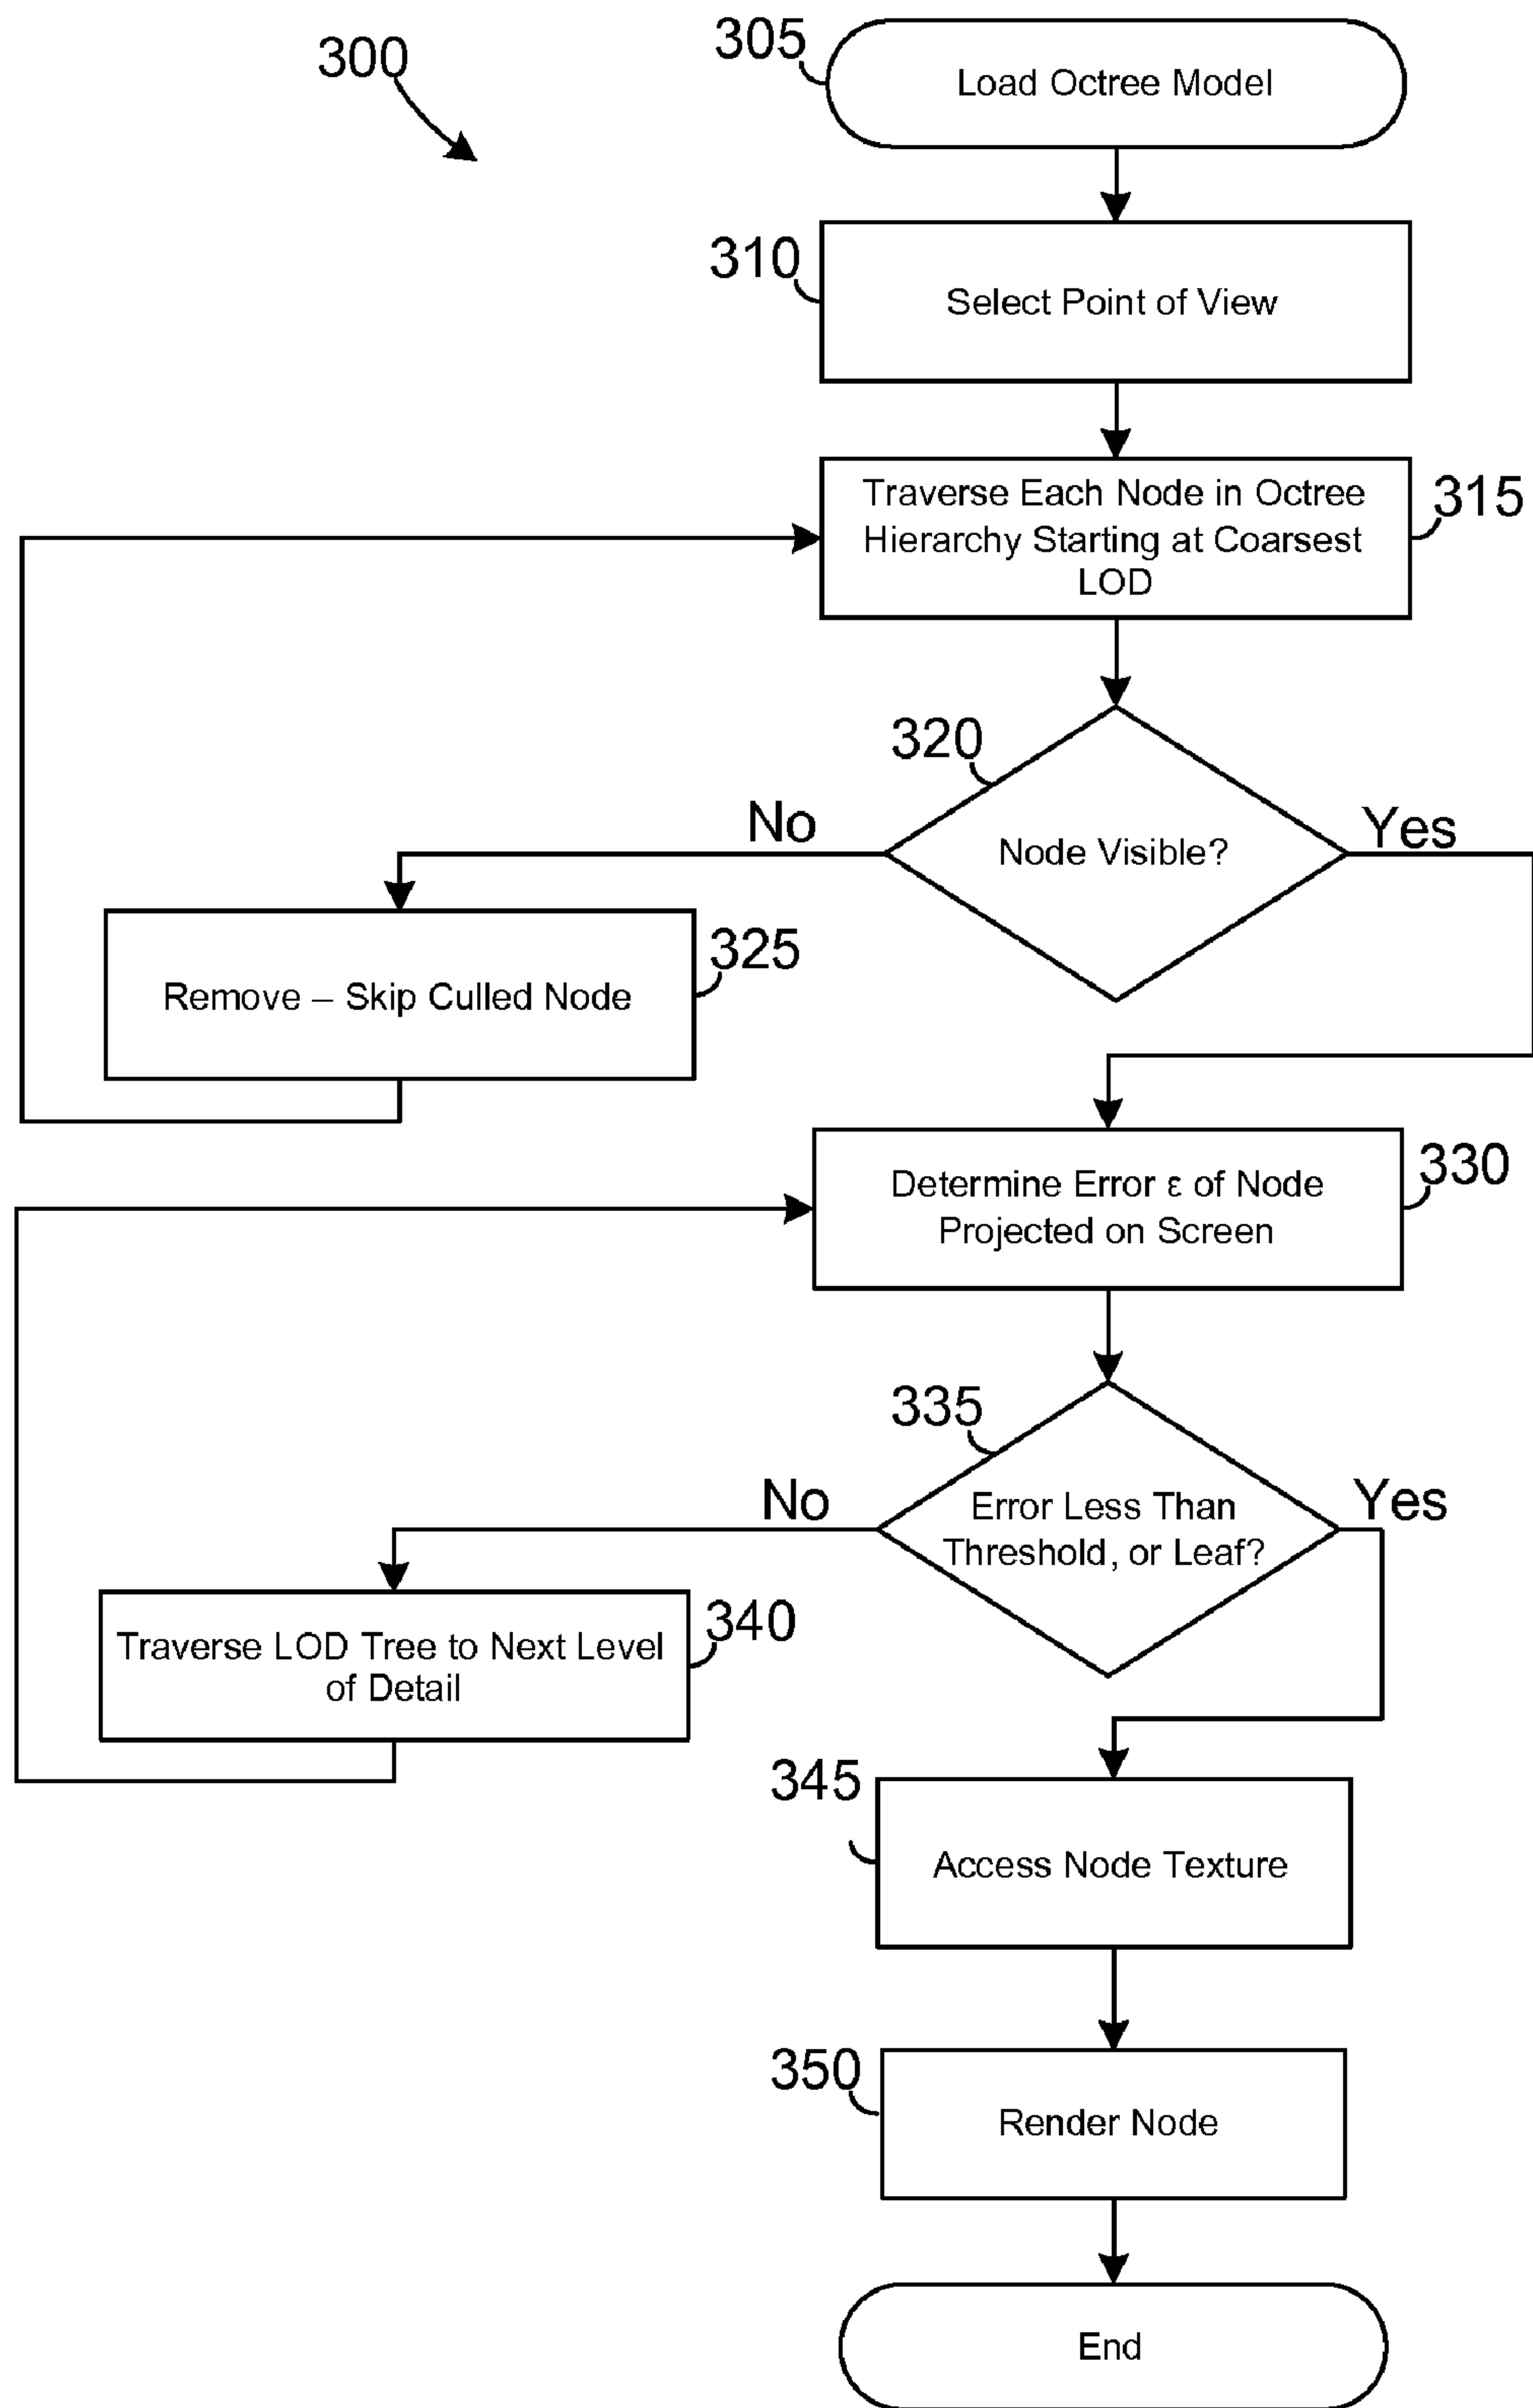 300
305
Load Octree Model
310
Select Point of View
315
Traverse Each Node in Octree
Hierarchy Starting at Coarsest
LOD
320
Node Visible?
No
Yes
325
Remove – Skip Culled Node
330
Determine Error ε of Node
Projected on Screen
335
Error Less Than
Threshold, or Leaf?
No
Yes
340
Traverse LOD Tree to Next Level
of Detail
345
Access Node Texture
350
Render Node
End